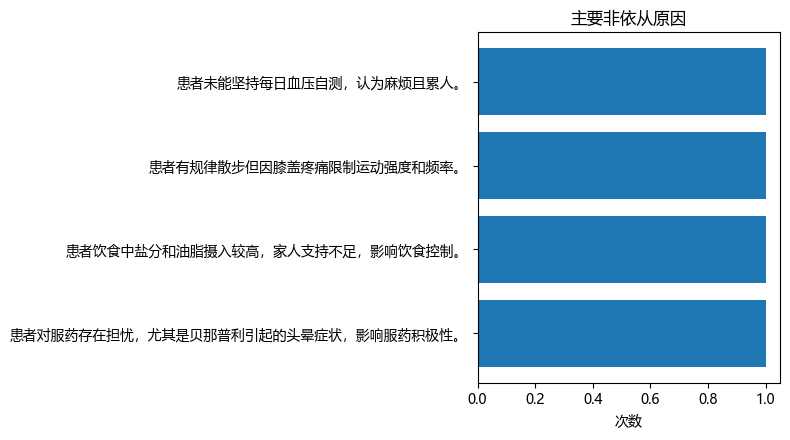 主要非依从原因
患者未能坚持每日血压自测，认为麻烦且累人。
患者有规律散步但因膝盖疼痛限制运动强度和频率。
患者饮食中盐分和油脂摄入较高，家人支持不足，影响饮食控制。
患者对服药存在担忧，尤其是贝那普利引起的头晕症状，影响服药积极性。
0.0 0.2 0.4 0.6 0.8 1.0
次数